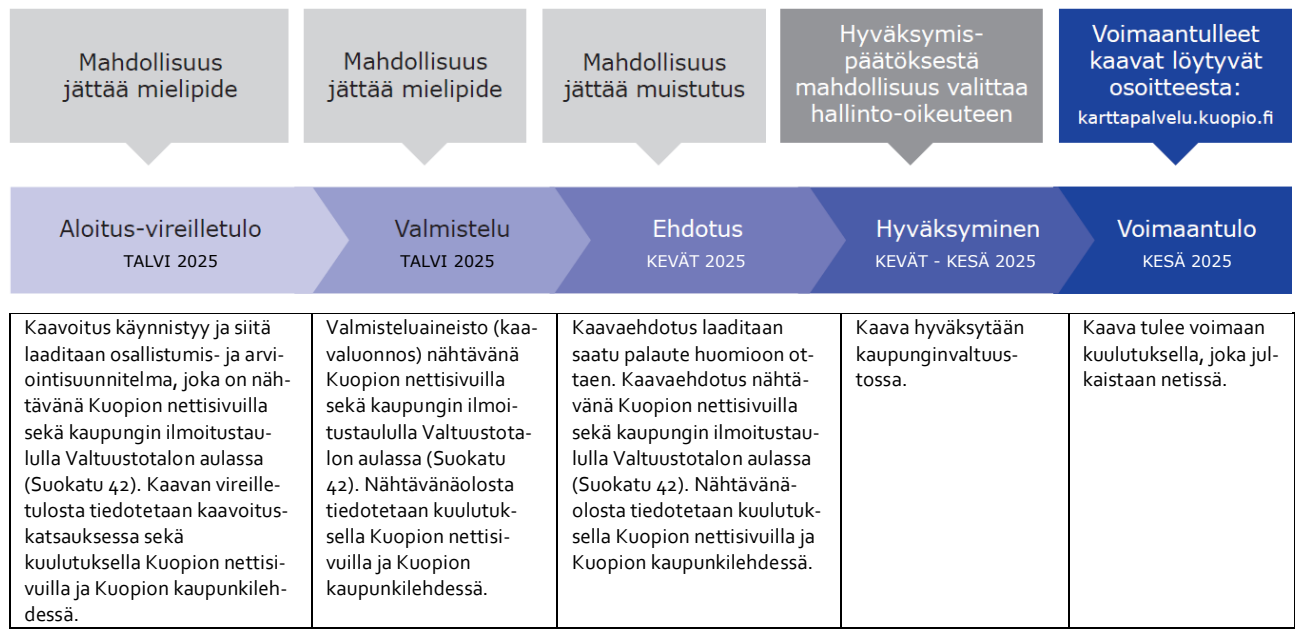 Mahdollisuus
jättää mielipide
Mahdollisuus
jättää mielipide
Mahdollisuus
jättää muistutus
Hyväksymis-
päätöksestä
mahdollisuus valittaa
hallinto-oikeuteen
Voimaantulleet
kaavat löytyvät
osoitteesta:
karttapalvelu.kuopio.fi
Aloitus-vireilletulo
TALVI 2025
Valmistelu
TALVI 2025
Ehdotus
KEVÄT 2025
Hyväksyminen
KEVÄT - KESÄ 2025
Voimaantulo
KESÄ 2025
Kaavoitus käynnistyy ja siitä
laaditaan osallistumis- ja arvi-
ointisuunnitelma, joka on näh-
tävänä Kuopion nettisivuilla
sekä kaupungin ilmoitustau-
lulla Valtuustotalon aulassa
(Suokatu 42). Kaavan vireille-
tulosta tiedotetaan kaavoitus-
katsauksessa sekä
kuulutuksella Kuopion nettisi-
vuilla ja Kuopion kaupunkileh-
dessä.
Valmisteluaineisto (kaa-
valuonnos) nähtävänä
Kuopion nettisivuilla
sekä kaupungin ilmoi-
tustaululla Valtuustota-
lon aulassa (Suokatu
42). Nähtävänäolosta
tiedotetaan kuulutuk-
sella Kuopion nettisi-
vuilla ja Kuopion
kaupunkilehdessä.
Kaavaehdotus laaditaan
saatu palaute huomioon ot-
taen. Kaavaehdotus nähtä-
vänä Kuopion nettisivuilla
sekä kaupungin ilmoitustau-
lulla Valtuustotalon aulassa
(Suokatu 42). Nähtävänä-
olosta tiedotetaan kuulutuk-
sella Kuopion nettisivuilla ja
Kuopion kaupunkilehdessä.
Kaava hyväksytään
kaupunginvaltuus-
tossa.
Kaava tulee voimaan
kuulutuksella, joka jul-
kaistaan netissä.